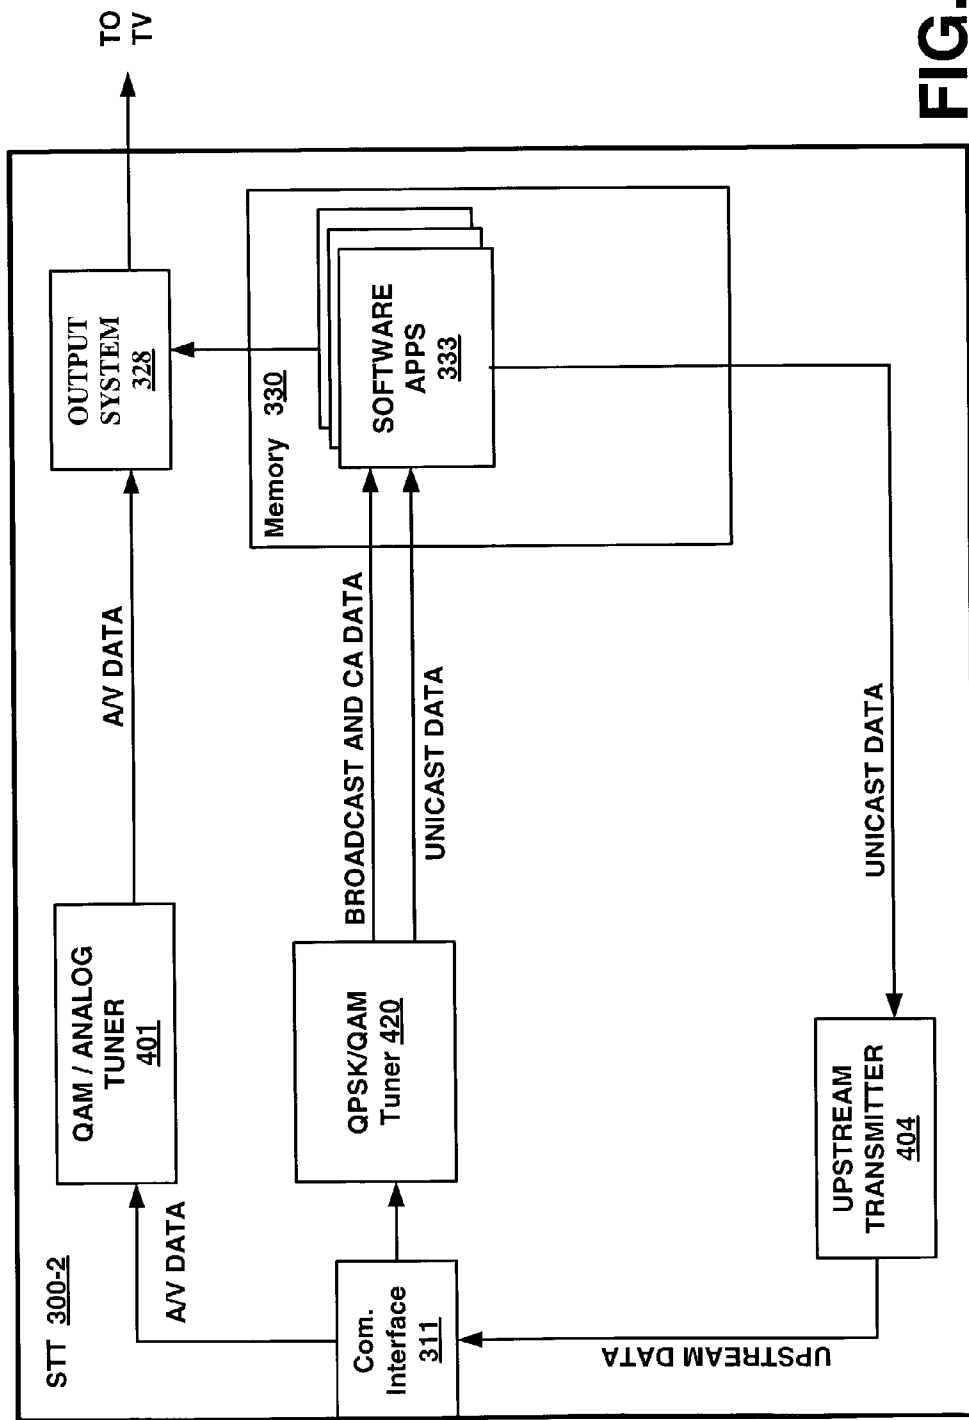 STT 300-2
A/V DATA
QAM / ANALOG
TUNER
401
A/V DATA
OUTPUT
SYSTEM
328
TO
TV
Com.
Interface
311
QPSK/QAM
Tuner 420
BROADCAST AND CA DATA
UNICAST DATA
Memory 330
SOFTWARE
APPS
333
UPSTREAM DATA
UPSTREAM
TRANSMITTER
404
UNICAST DATA
FIG.